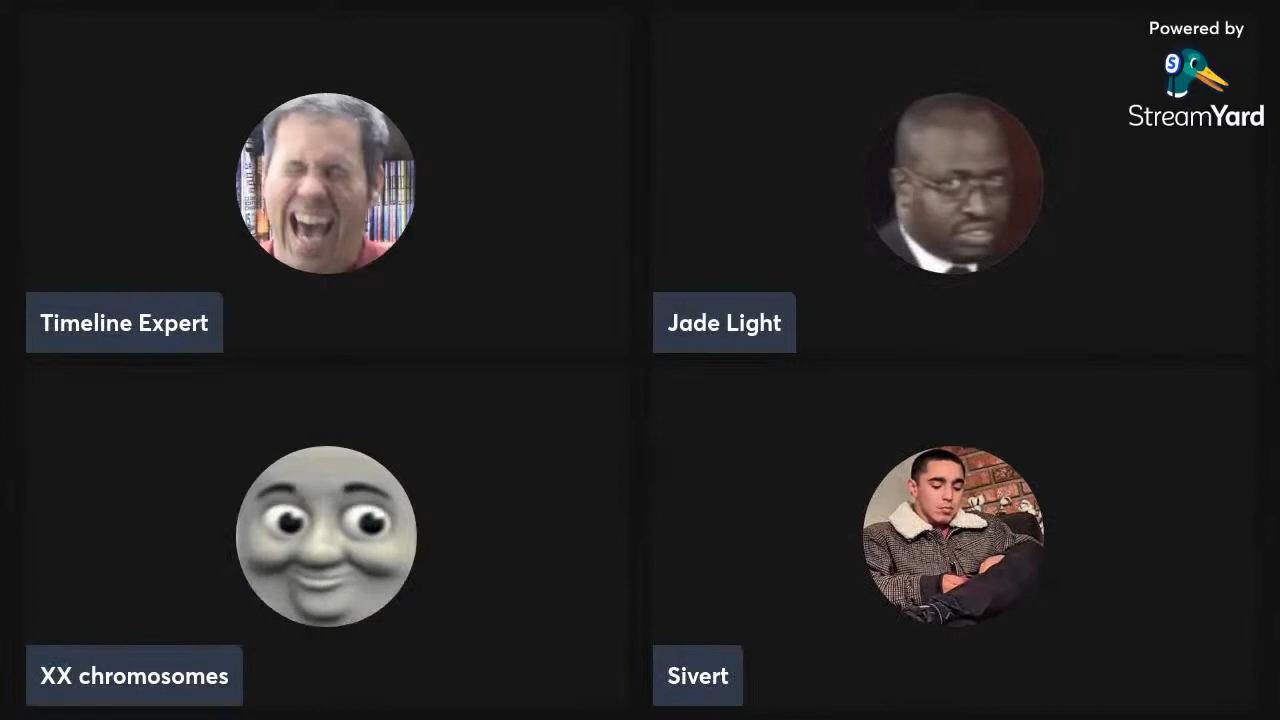 Powered by
StreamYard
Timeline Expert
Jade Light
XX chromosomes
Sivert